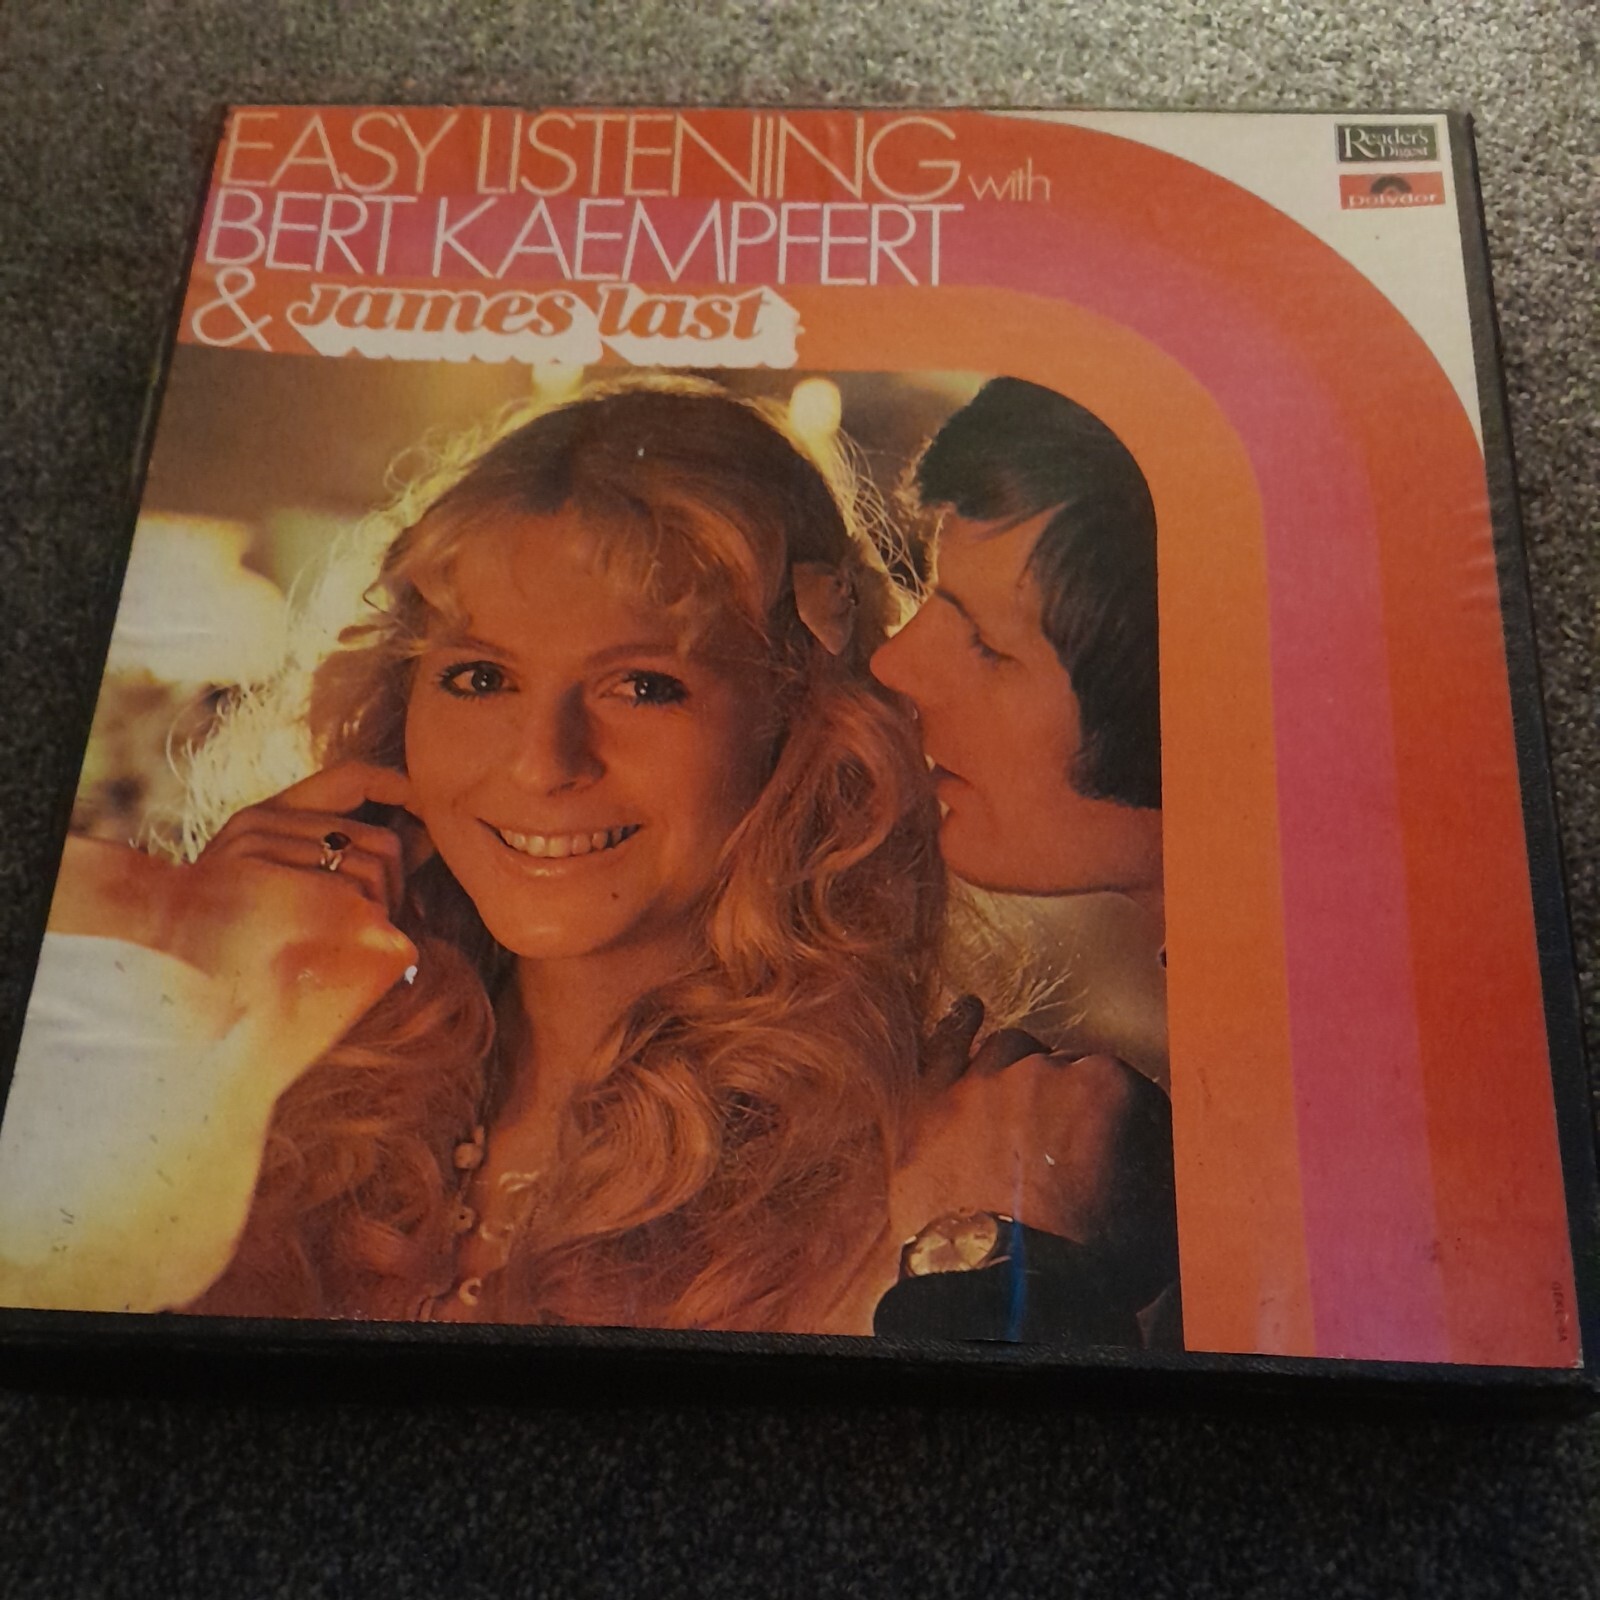 EASY LISTENING with
BERT KAEMPFERT
& James last
Reader's
Digest
polydor